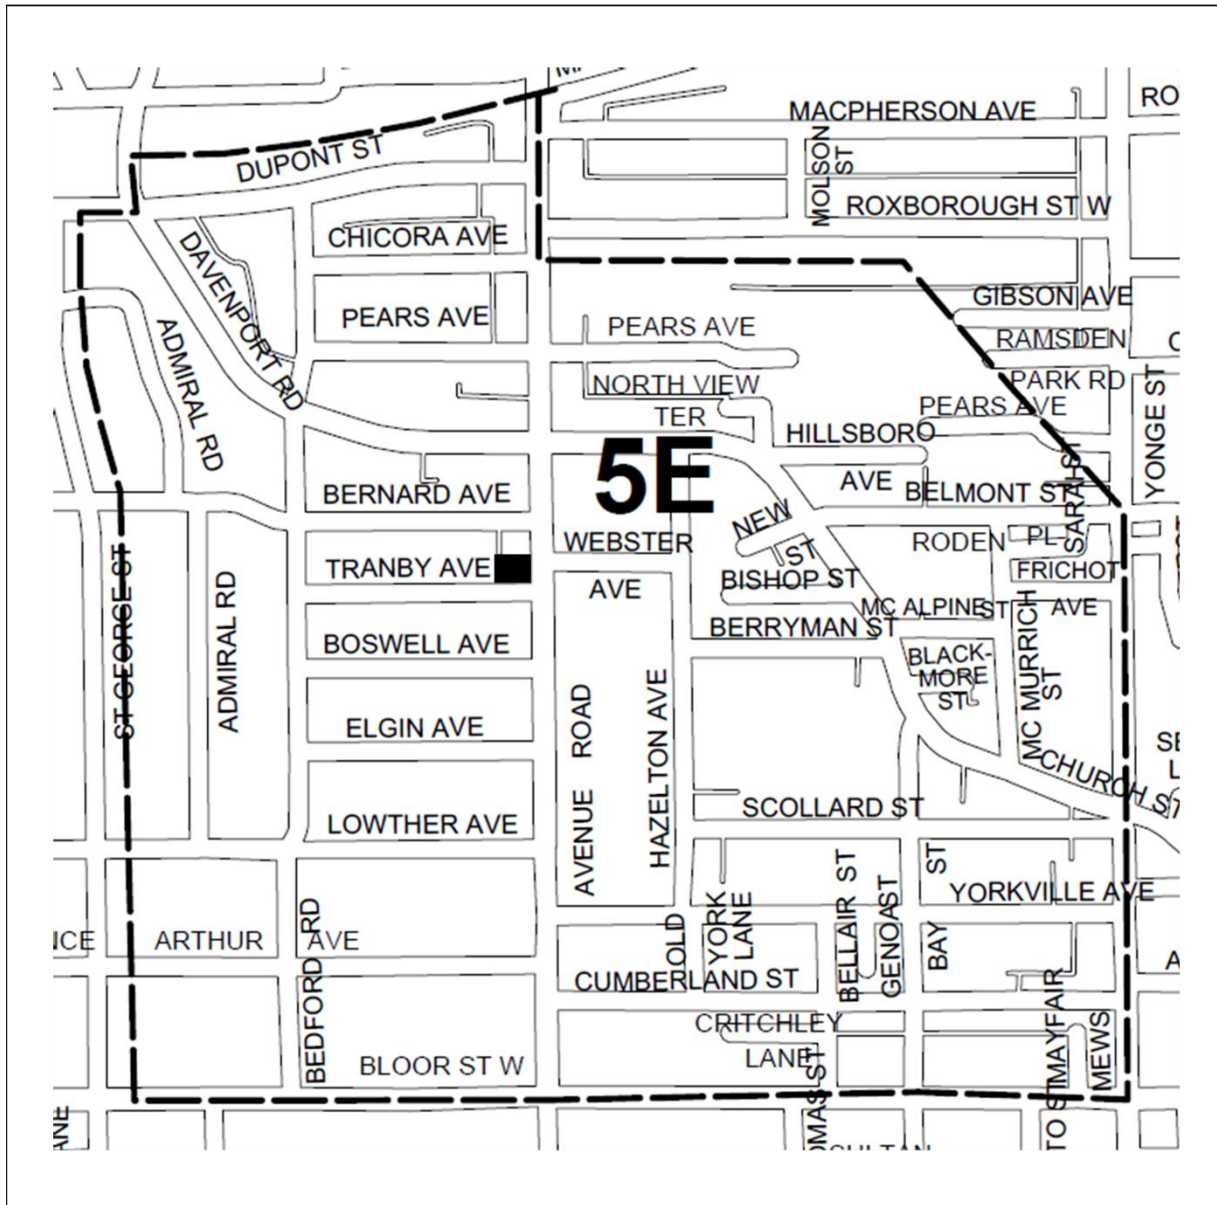 MACPHERSON AVE
DUPONT ST
MOLSON
ST
ROXBOROUGH ST W
CHICORA AVE
DAVENPORT RD
GIBSON AVE
PEARS AVE
PEARS AVE
RAMSDEN
PARK RD
ADMIRAL RD
NORTH VIEW
TER
PEARS AVE
HILLSBORO
AVE
YONGE ST
5E
BERNARD AVE
BELMONT ST
SARAH ST
NEW
ST
WEBSTER
AVE
RODEN
PL
TRANBY AVE
BISHOP ST
FRICHOT
AVE
ST GEORGE ST
ADMIRAL RD
MC ALPINE ST
BERRYMAN ST
BOSWELL AVE
BLACK-
MORE
ST
MC MURRICH
ST
ELGIN AVE
AVENUE ROAD
HAZELTON AVE
CHURCH ST
LOWTHER AVE
SCOLLARD ST
YORKVILLE AVE
BEDFORD RD
ARTHUR AVE
OLD
YORK
LANE
BELLAIR ST
GENOA ST
BAY ST
CUMBERLAND ST
CRITCHLEY
LANE
BLOOR ST W
MAYFAIR
MEWS